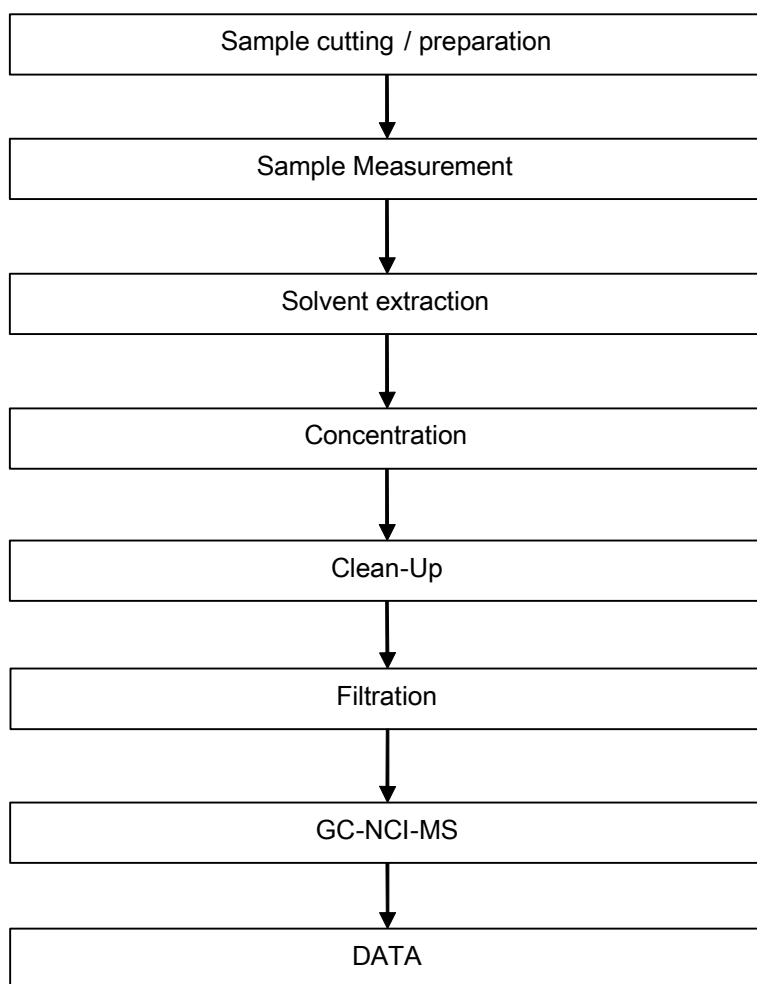 Sample cutting / preparation
Sample Measurement
Solvent extraction
Concentration
Clean-Up
Filtration
GC-NCI-MS
DATA